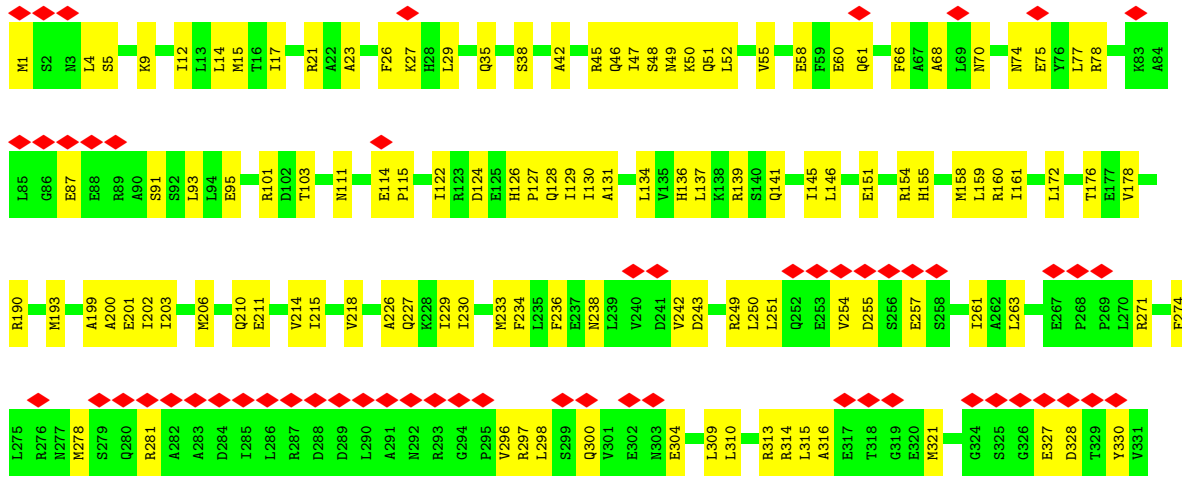 M1 S2 N3 L4 S5 K9 I12 L13 L14 M15 T16 I17 R21 A22 A23 F26 K27 H28 L29 Q35 S38 A42 R45 Q46 I47 S48 N49 K50 Q51 L52 V55 E58 F59 E60 Q61 F66 A67 A68 L69 N70 N74 E75 Y76 L77 R78 K83 A84
L85 G86 E87 E88 R89 A90 S91 S92 L93 L94 E95 R101 D102 T103 N111 E114 P115 I122 R123 D124 E125 H126 P127 Q128 I129 I130 A131 L134 V135 H136 L137 K138 R139 S140 Q141 I145 L146 E151 R154 H155 M158 L159 R160 I161 L172 T176 E177 V178
R190 M193 A199 A200 E201 I202 I203 M206 Q210 E211 V214 I215 V218 A226 Q227 K228 I229 I230 M233 F234 L235 F236 E237 N238 L239 V240 D241 V242 D243 R249 L250 L251 Q252 E253 V254 D255 S256 E257 S258 I261 A262 L263 E267 P268 P269 L270 R271 F274
L275 R276 N277 M278 S279 Q280 R281 A282 A283 D284 I285 L286 R287 D288 D289 L290 A291 N292 R293 G294 P295 V296 R297 L298 S299 Q300 V301 E302 N303 E304 L309 L310 R313 R314 L315 A316 E317 T318 G319 E320 M321 G324 S325 G326 E327 D328 T329 Y330 V331